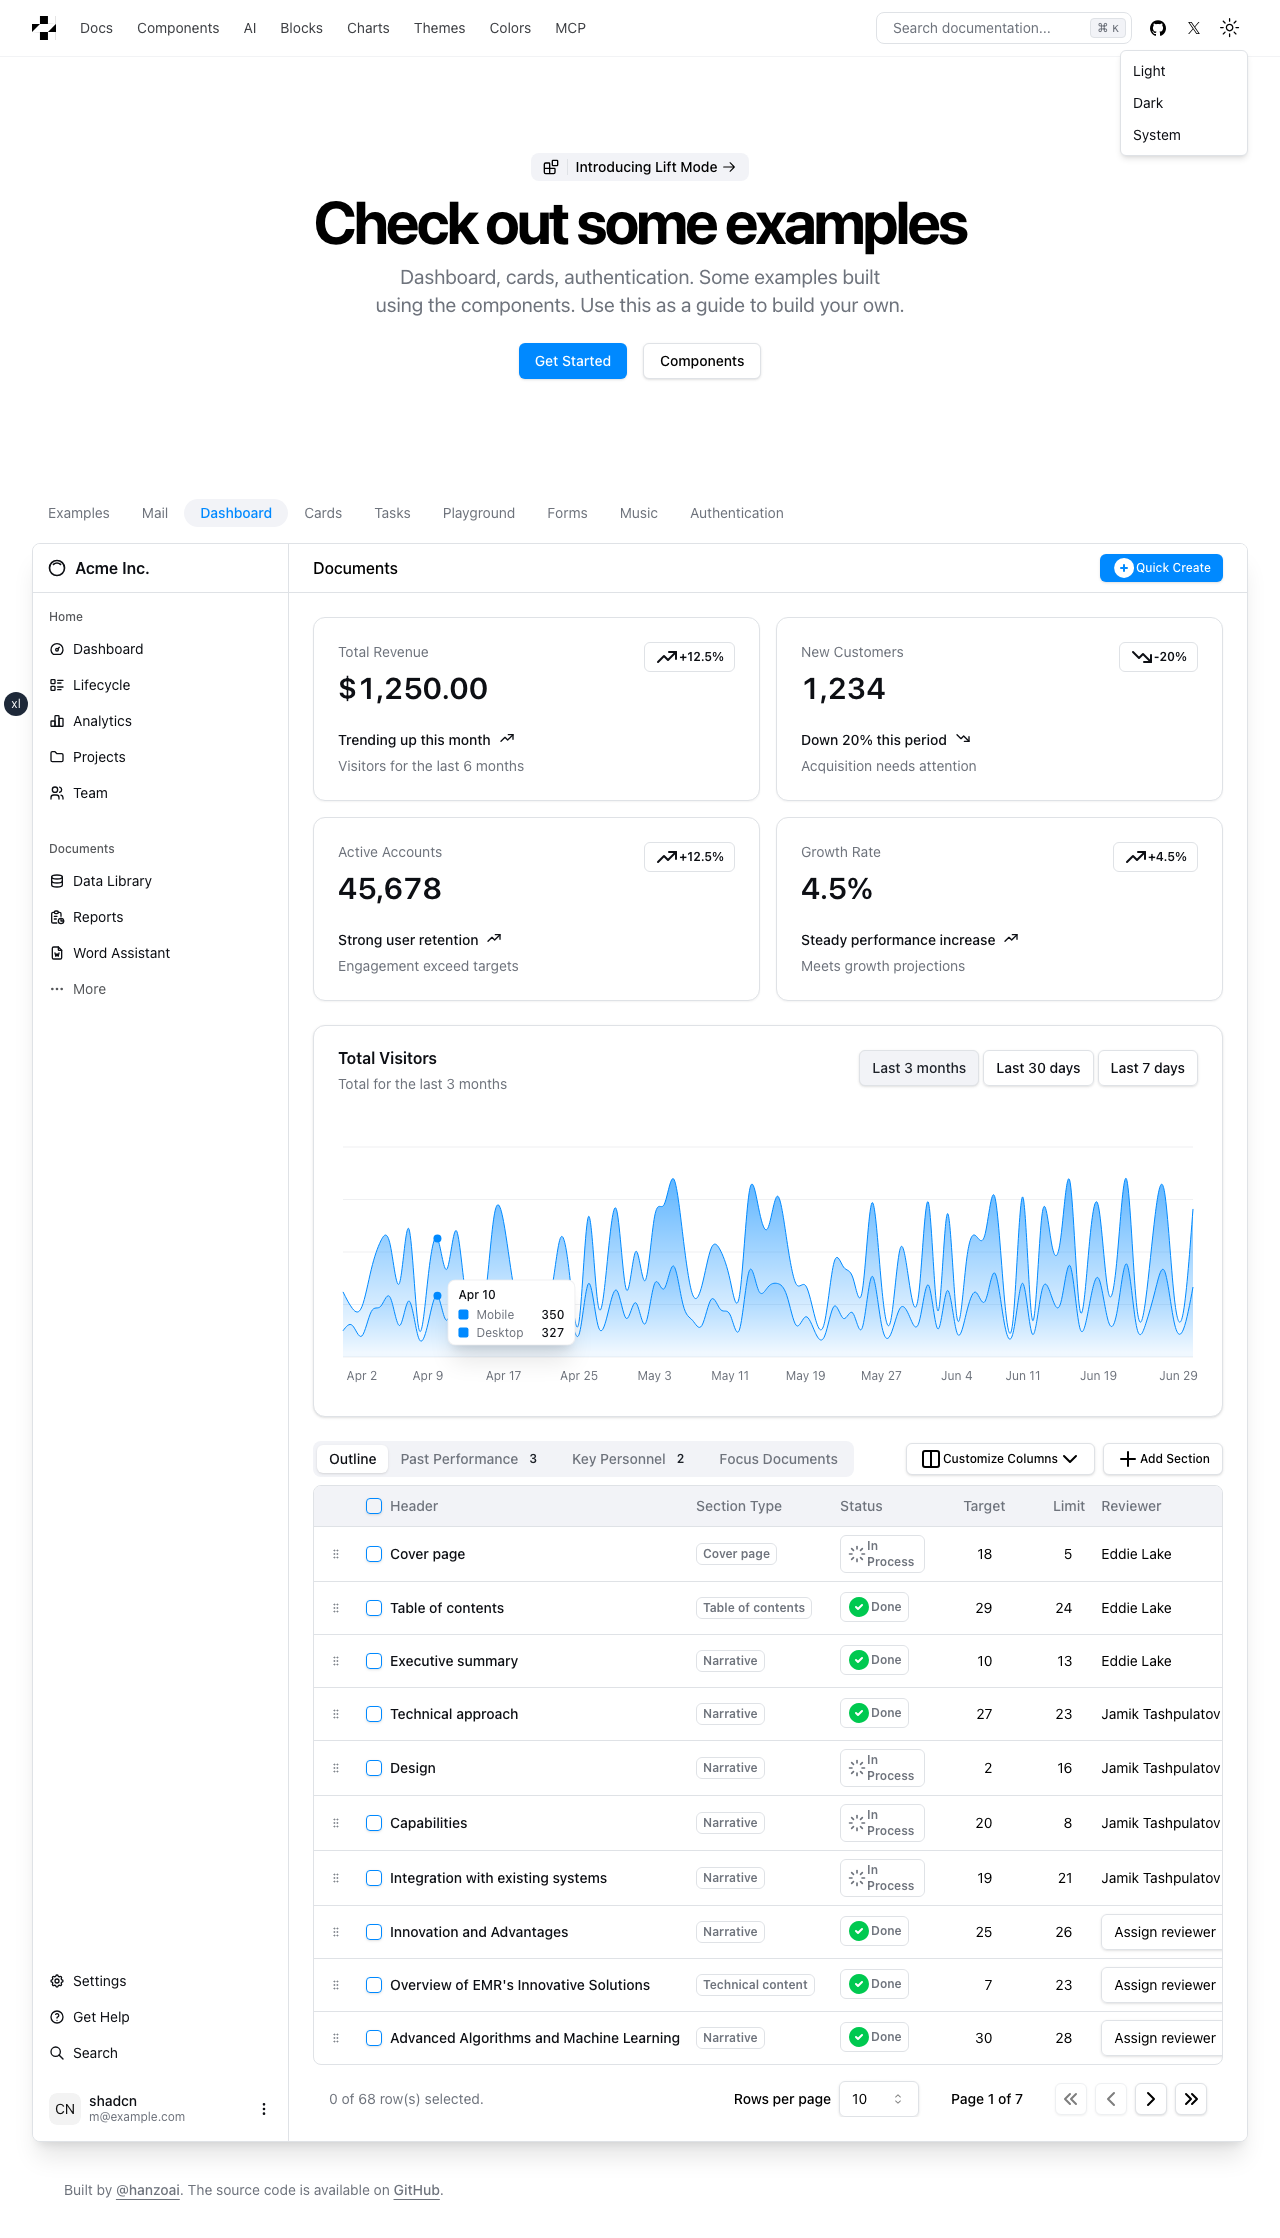 Docs Components AI Blocks Charts Themes Colors MCP
Search documentation... ⌘ K
Light
Dark
System
Introducing Lift Mode →
Check out some examples
Dashboard, cards, authentication. Some examples built
using the components. Use this as a guide to build your own.
Get Started Components
Examples Mail Dashboard Cards Tasks Playground Forms Music Authentication
Acme Inc.
Home
Dashboard
Lifecycle
Analytics
Projects
Team
Documents
Data Library
Reports
Word Assistant
More
Settings
Get Help
Search
CN
shadcn
m@example.com
xl
Documents
Quick Create
Total Revenue
+12.5%
$1,250.00
Trending up this month
Visitors for the last 6 months
New Customers
-20%
1,234
Down 20% this period
Acquisition needs attention
Active Accounts
+12.5%
45,678
Strong user retention
Engagement exceed targets
Growth Rate
+4.5%
4.5%
Steady performance increase
Meets growth projections
Total Visitors
Total for the last 3 months
Last 3 months Last 30 days Last 7 days
Apr 10
Mobile 350
Desktop 327
Apr 2 Apr 9 Apr 17 Apr 25 May 3 May 11 May 19 May 27 Jun 4 Jun 11 Jun 19 Jun 29
Outline Past Performance 3 Key Personnel 2 Focus Documents
Customize Columns Add Section
Header Section Type Status Target Limit Reviewer
Cover page Cover page In Process 18 5 Eddie Lake
Table of contents Table of contents Done 29 24 Eddie Lake
Executive summary Narrative Done 10 13 Eddie Lake
Technical approach Narrative Done 27 23 Jamik Tashpulatov
Design Narrative In Process 2 16 Jamik Tashpulatov
Capabilities Narrative In Process 20 8 Jamik Tashpulatov
Integration with existing systems Narrative In Process 19 21 Jamik Tashpulatov
Innovation and Advantages Narrative Done 25 26 Assign reviewer
Overview of EMR's Innovative Solutions Technical content Done 7 23 Assign reviewer
Advanced Algorithms and Machine Learning Narrative Done 30 28 Assign reviewer
0 of 68 row(s) selected.
Rows per page 10 Page 1 of 7
Built by @hanzoai. The source code is available on GitHub.